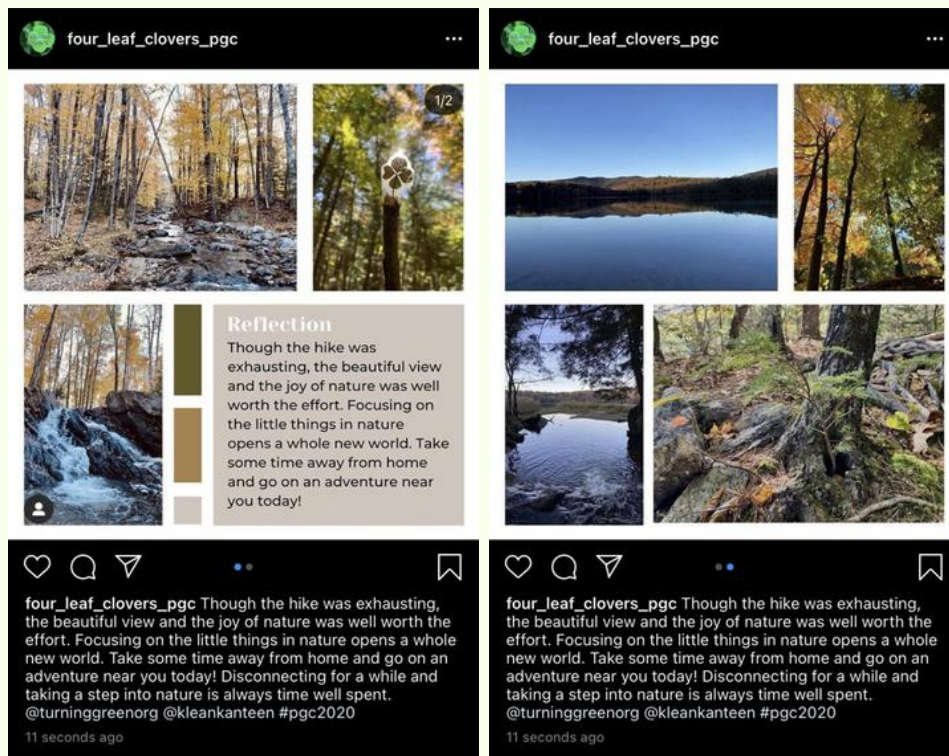 four_leaf_clovers_pgc
1/2
Reflection
Though the hike was
exhausting, the beautiful view
and the joy of nature was well
worth the effort. Focusing on
the little things in nature
opens a whole new world. Take
some time away from home
and go on an adventure near
you today!
four_leaf_clovers_pgc Though the hike was exhausting,
the beautiful view and the joy of nature was well worth the
effort. Focusing on the little things in nature opens a whole
new world. Take some time away from home and go on an
adventure near you today! Disconnecting for a while and
taking a step into nature is always time well spent.
@turninggreenorg @kleankanteen #pgc2020
11 seconds ago
four_leaf_clovers_pgc
four_leaf_clovers_pgc Though the hike was exhausting,
the beautiful view and the joy of nature was well worth the
effort. Focusing on the little things in nature opens a whole
new world. Take some time away from home and go on an
adventure near you today! Disconnecting for a while and
taking a step into nature is always time well spent.
@turninggreenorg @kleankanteen #pgc2020
11 seconds ago